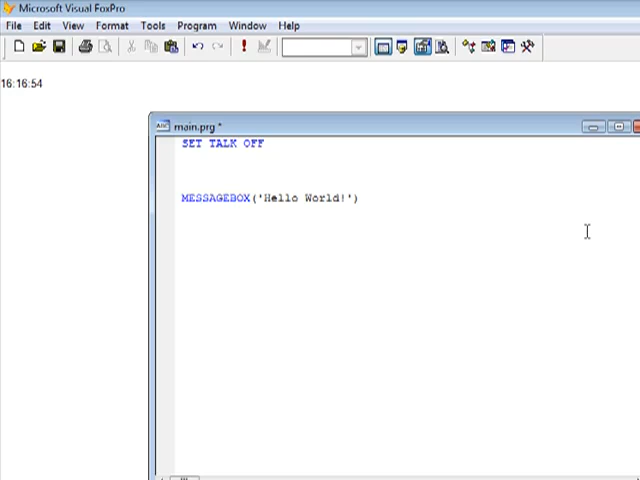 Microsoft Visual FoxPro
File Edit View Format Tools Program Window Help
16:16:54
main.prg *
SET TALK OFF
MESSAGEBOX('Hello World!')